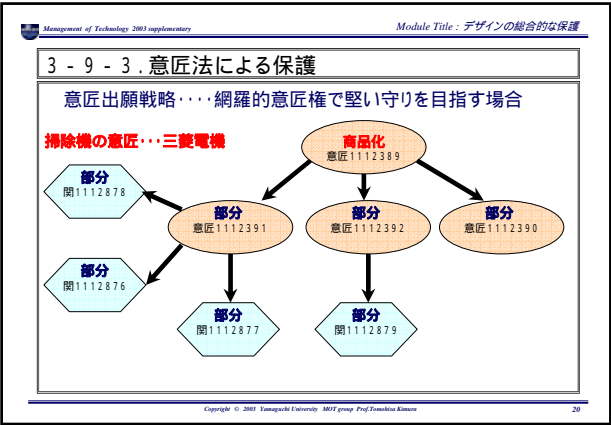 Management of Technology 2003 supplementary
Module Title : デザインの総合的な保護
3-9-3.意匠法による保護
意匠出願戦略････網羅的意匠権で堅い守りを目指す場合
掃除機の意匠･･･三菱電機
商品化
意匠1112389
部分
関1112878
部分
意匠1112391
部分
意匠1112392
部分
意匠1112390
部分
関1112876
部分
関1112877
部分
関1112879
Copyright © 2003 Yamaguchi University MOT group Prof.Tomohisa Kimura
20